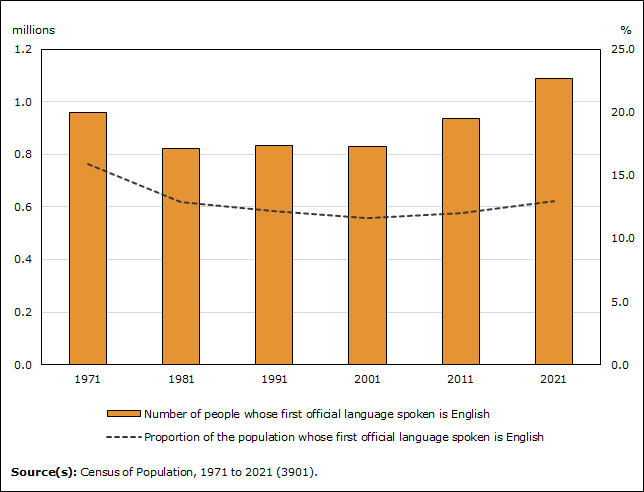 millions %
1.2 25.0
1.0 20.0
0.8 15.0
0.6
0.4 10.0
0.2 5.0
0.0 0.0
1971 1981 1991 2001 2011 2021
Number of people whose first official language spoken is English
Proportion of the population whose first official language spoken is English
Source(s): Census of Population, 1971 to 2021 (3901).